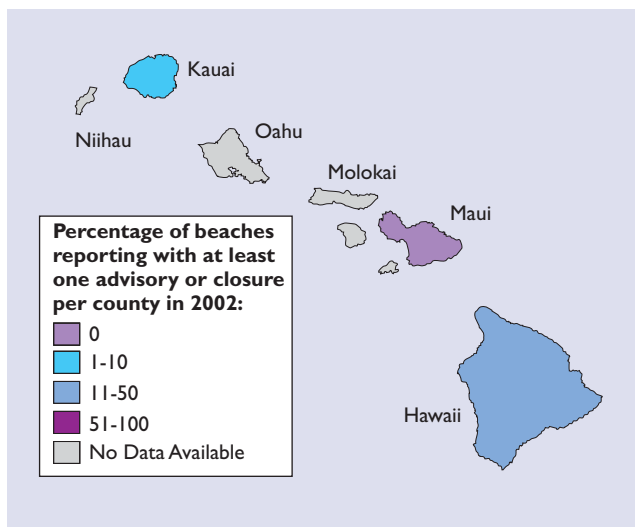 Kauai
Niihau
Oahu
Molokai
Maui
Percentage of beaches
reporting with at least
one advisory or closure
per county in 2002:
0
1-10
11-50
51-100
No Data Available
Hawaii